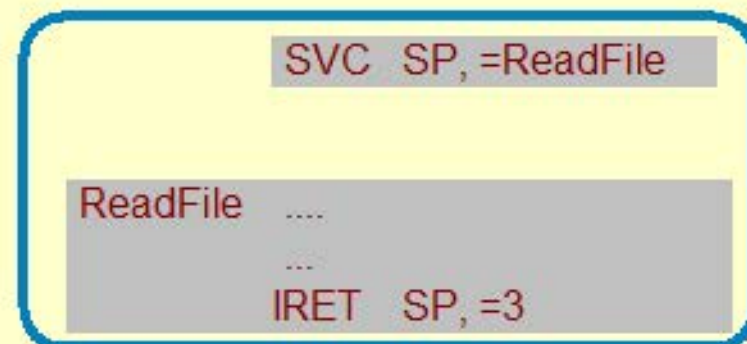 SVC SP, =ReadFile
ReadFile ....
...
IRET SP, =3